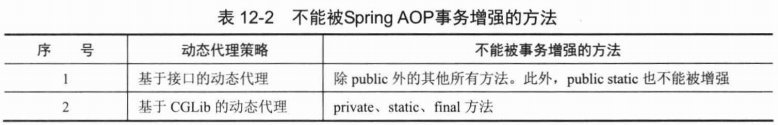 表 12-2 不能被Spring AOP事务增强的方法
序 号 动态代理策略 不能被事务增强的方法
1 基于接口的动态代理 除 public 外的其他所有方法。此外，public static 也不能被增强
2 基于 CGLib 的动态代理 private、static、final 方法